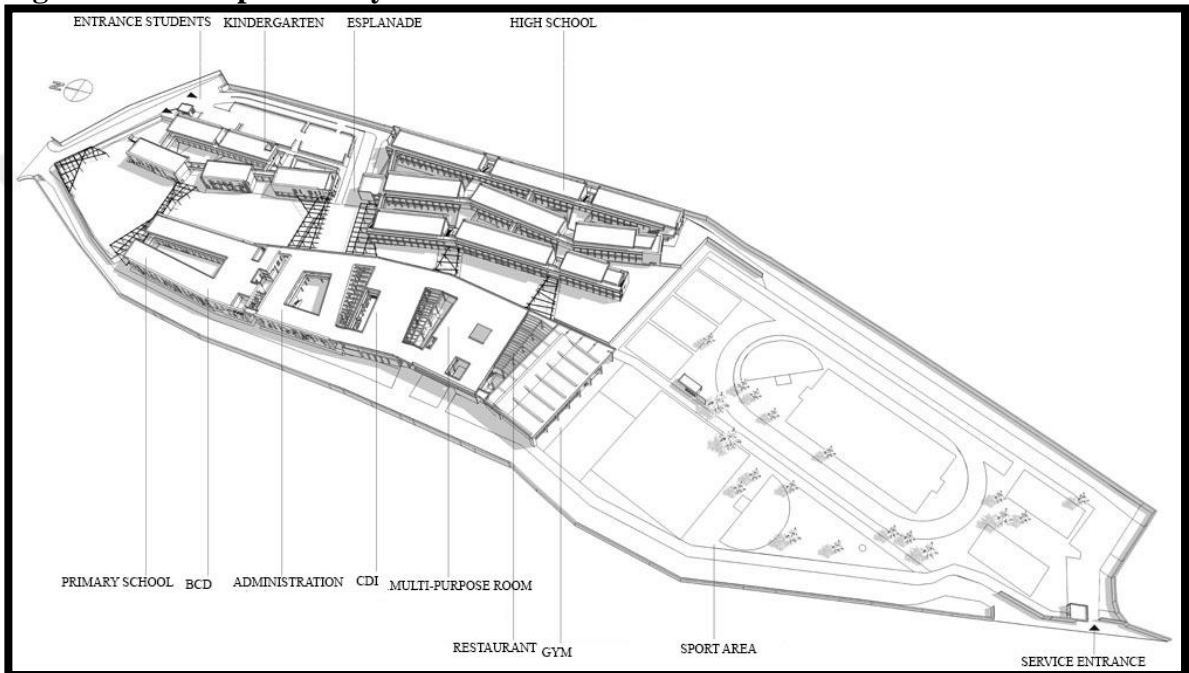 ENTRANCE STUDENTS
KINDERGARTEN
ESPLANADE
HIGH SCHOOL
N
PRIMARY SCHOOL
BCD
ADMINISTRATION
CDI
MULTI-PURPOSE ROOM
RESTAURANT
GYM
SPORT AREA
SERVICE ENTRANCE